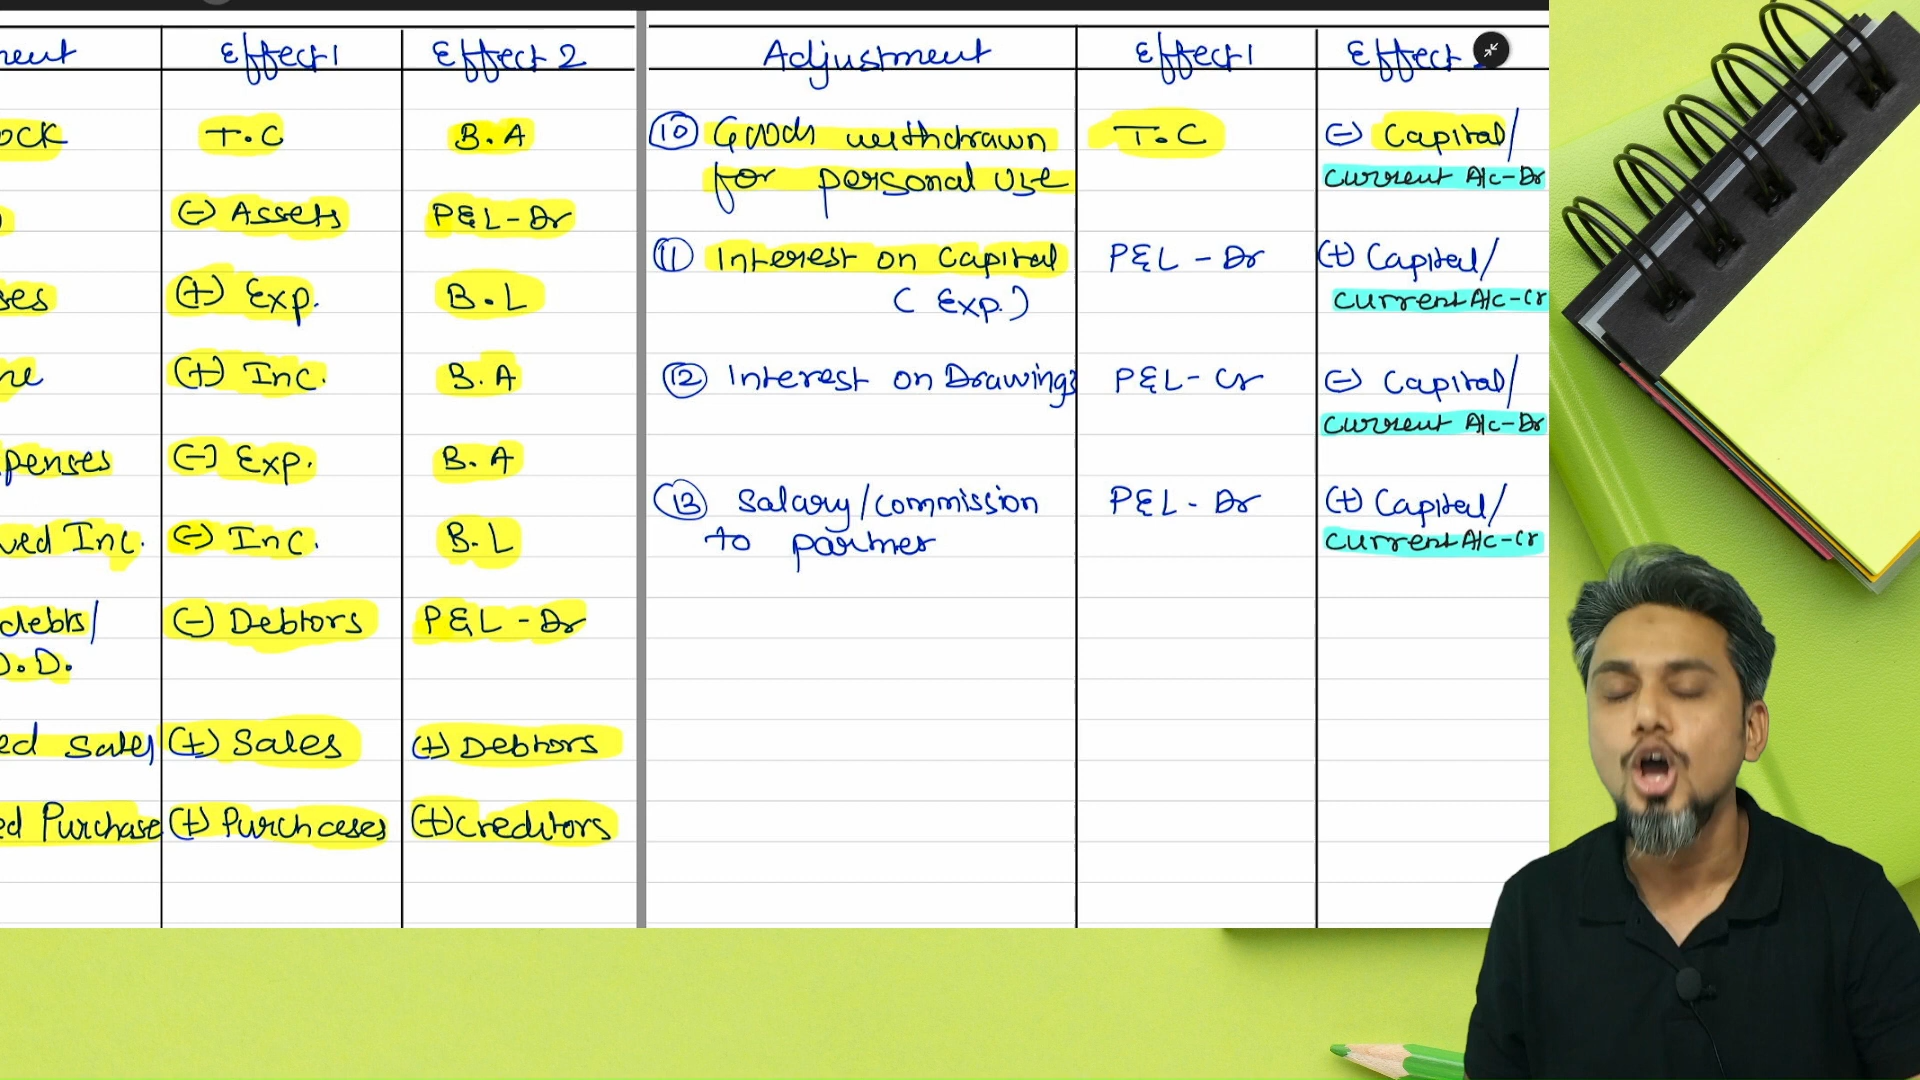 Effect 1
Effect 2
T.C
B.A
(-) Assets
P&L - Dr
(+) Exp.
B.L
(+) Inc.
B.A
penses
(-) Exp.
B.A
ved Inc.
(-) Inc.
B.L
debts/
D.D.
(-) Debtors
P&L - Dr
ed sales
(+) Sales
(+) Debtors
ed Purchase
(+) Purchases
(+) creditors
Adjustment
Effect 1
Effect
(10) Goods withdrawn
for personal use
T.C
(-) Capital/
current A/c-Dr
(11) Interest on Capital
(Exp.)
P&L - Dr
(+) Capital/
current A/c-Cr
(12) Interest on Drawings
P&L - Cr
(-) Capital/
current A/c-Dr
(13) Salary/commission
to partner
P&L - Dr
(+) Capital/
current A/c-Cr